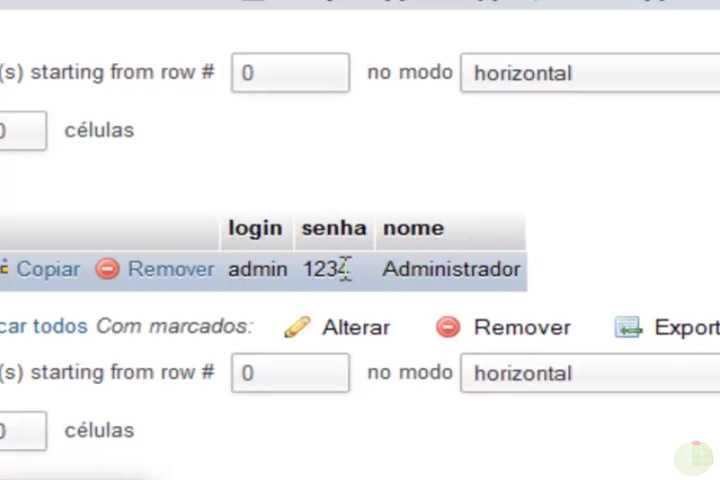 (s) starting from row # 0 no modo horizontal
0 células
login senha nome
Copiar Remover admin 1234 Administrador
car todos Com marcados: Alterar Remover Export
(s) starting from row # 0 no modo horizontal
0 células